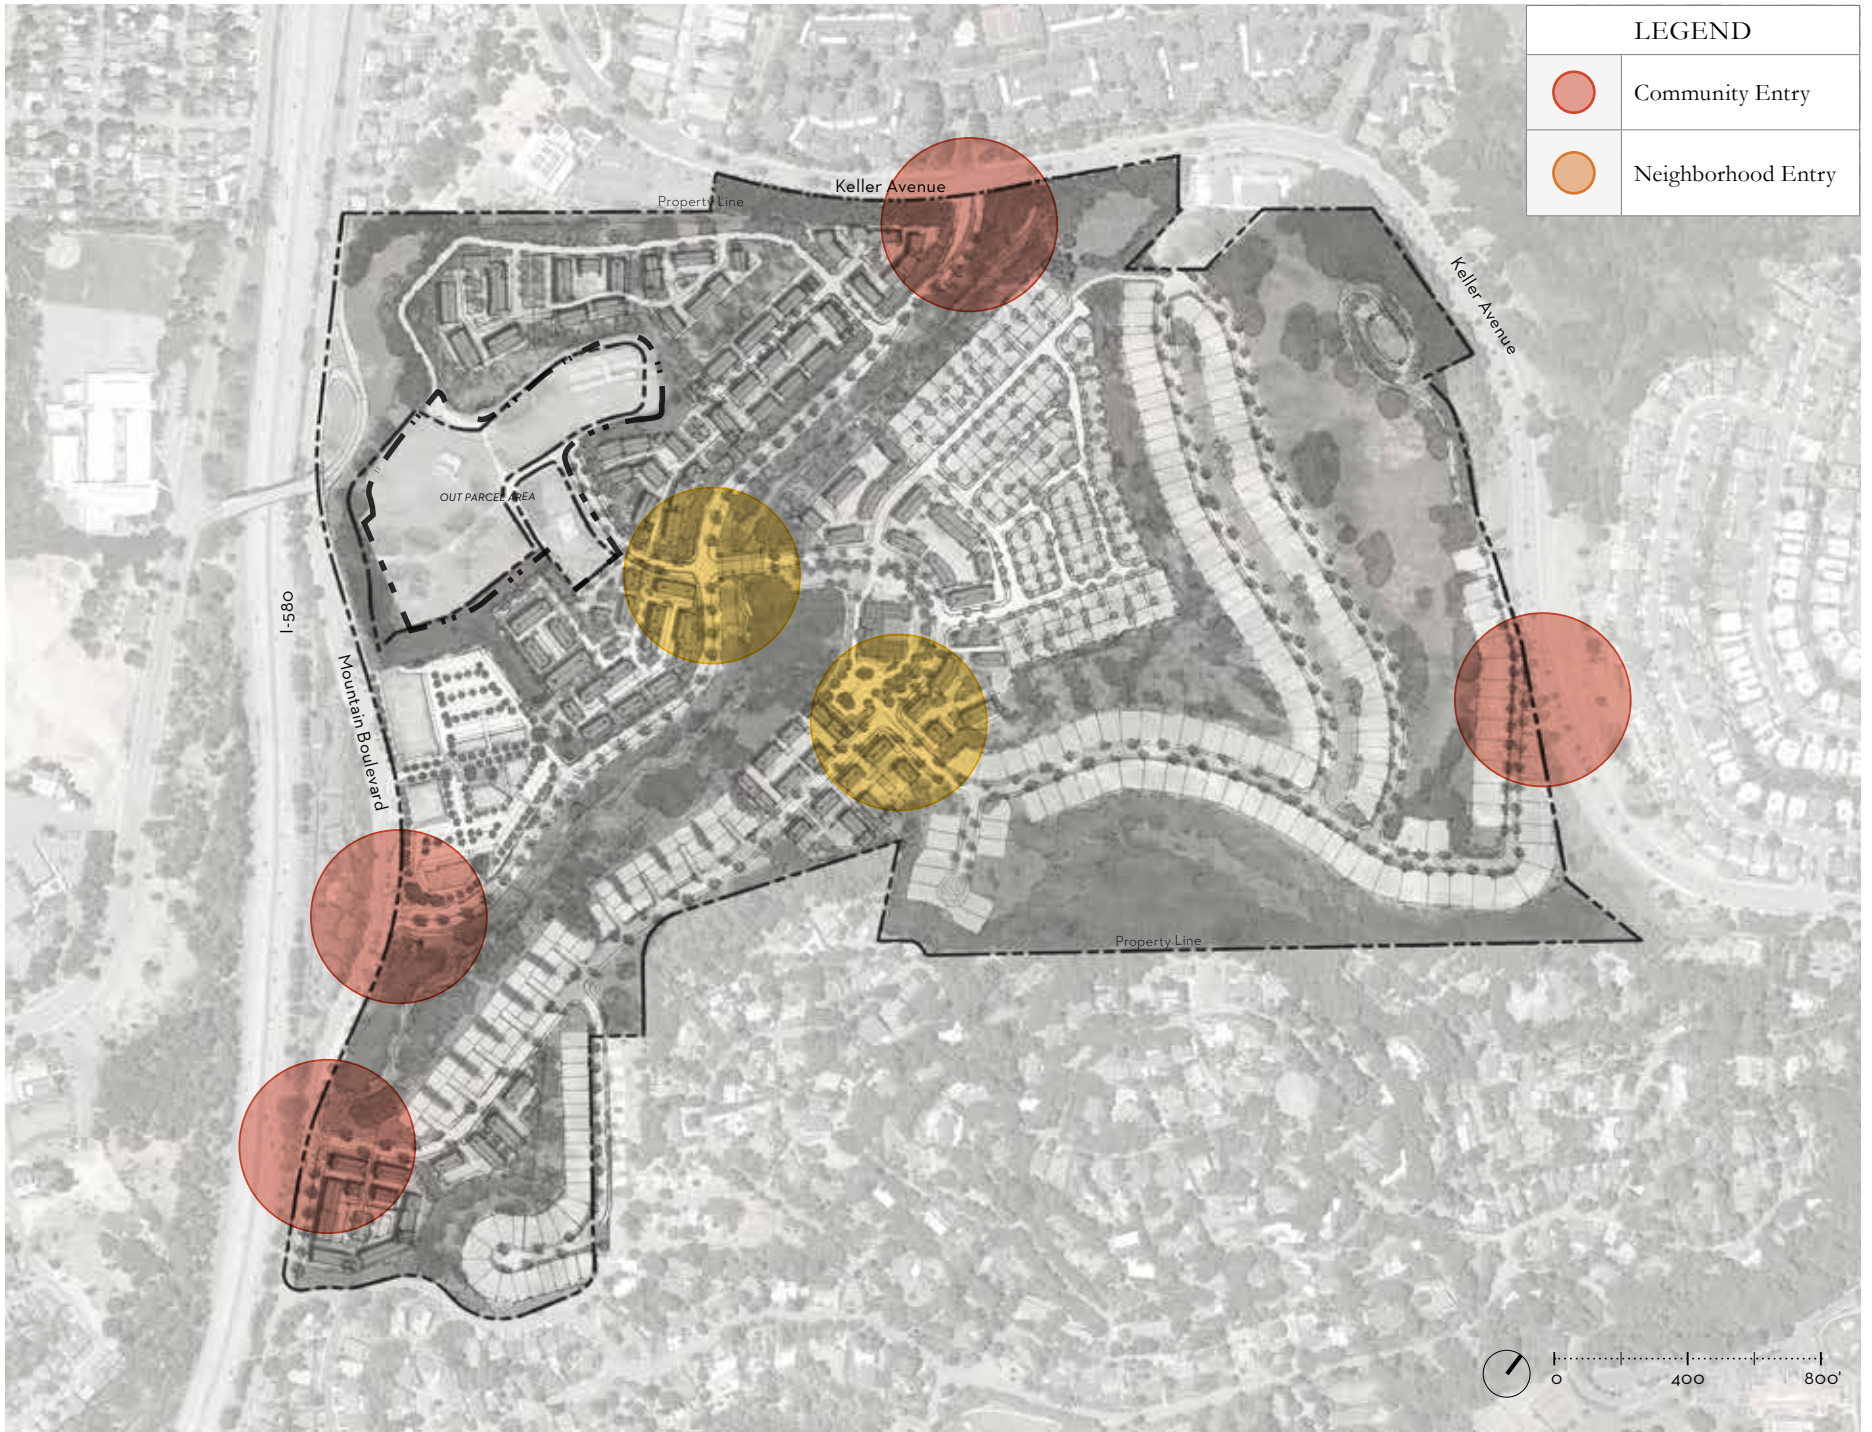 LEGEND
Community Entry
Neighborhood Entry
Keller Avenue
Property Line
Keller Avenue
OUT PARCEL AREA
I-580
Mountain Boulevard
Property Line
0
400
800'